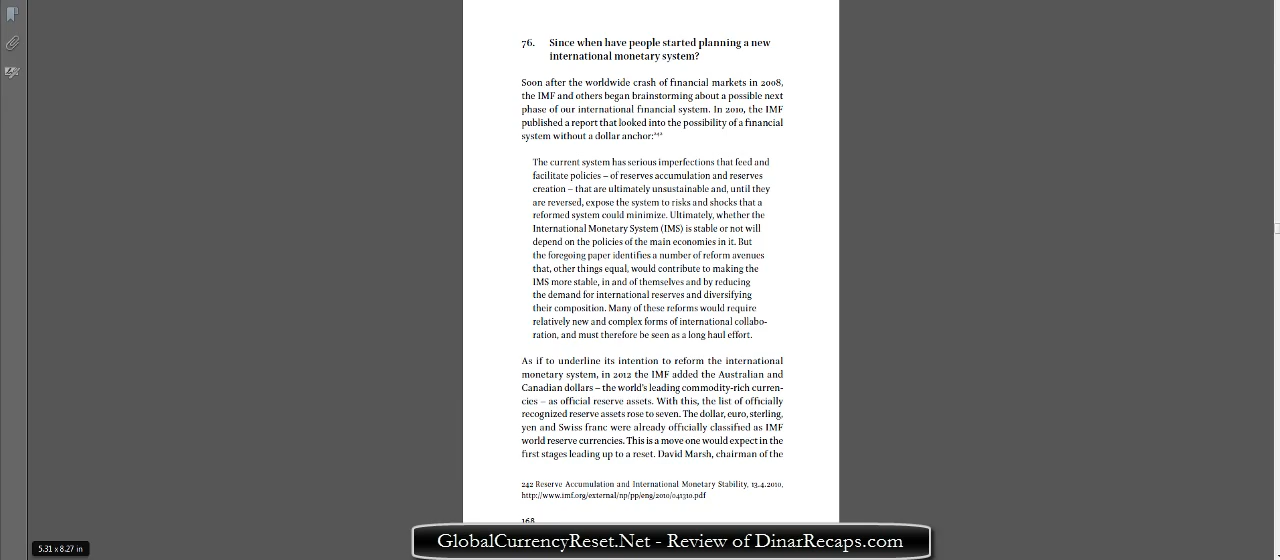 76. Since when have people started planning a new
international monetary system?
Soon after the worldwide crash of financial markets in 2008,
the IMF and others began brainstorming about a possible next
phase of our international financial system. In 2010, the IMF
published a report that looked into the possibility of a financial
system without a dollar anchor:²⁴²
The current system has serious imperfections that feed and
facilitate policies – of reserves accumulation and reserves
creation – that are ultimately unsustainable and, until they
are reversed, expose the system to risks and shocks that a
reformed system could minimize. Ultimately, whether the
International Monetary System (IMS) is stable or not will
depend on the policies of the main economies in it. But
the foregoing paper identifies a number of reform avenues
that, other things equal, would contribute to making the
IMS more stable, in and of themselves and by reducing
the demand for international reserves and diversifying
their composition. Many of these reforms would require
relatively new and complex forms of international collabo-
ration, and must therefore be seen as a long haul effort.
As if to underline its intention to reform the international
monetary system, in 2012 the IMF added the Australian and
Canadian dollars – the world's leading commodity-rich curren-
cies – as official reserve assets. With this, the list of officially
recognized reserve assets rose to seven. The dollar, euro, sterling,
yen and Swiss franc were already officially classified as IMF
world reserve currencies. This is a move one would expect in the
first stages leading up to a reset. David Marsh, chairman of the
242 Reserve Accumulation and International Monetary Stability, 13.4.2010,
http://www.imf.org/external/np/pp/eng/2010/041310.pdf
168
GlobalCurrencyReset.Net - Review of DinarRecaps.com
5.31 x 8.27 in